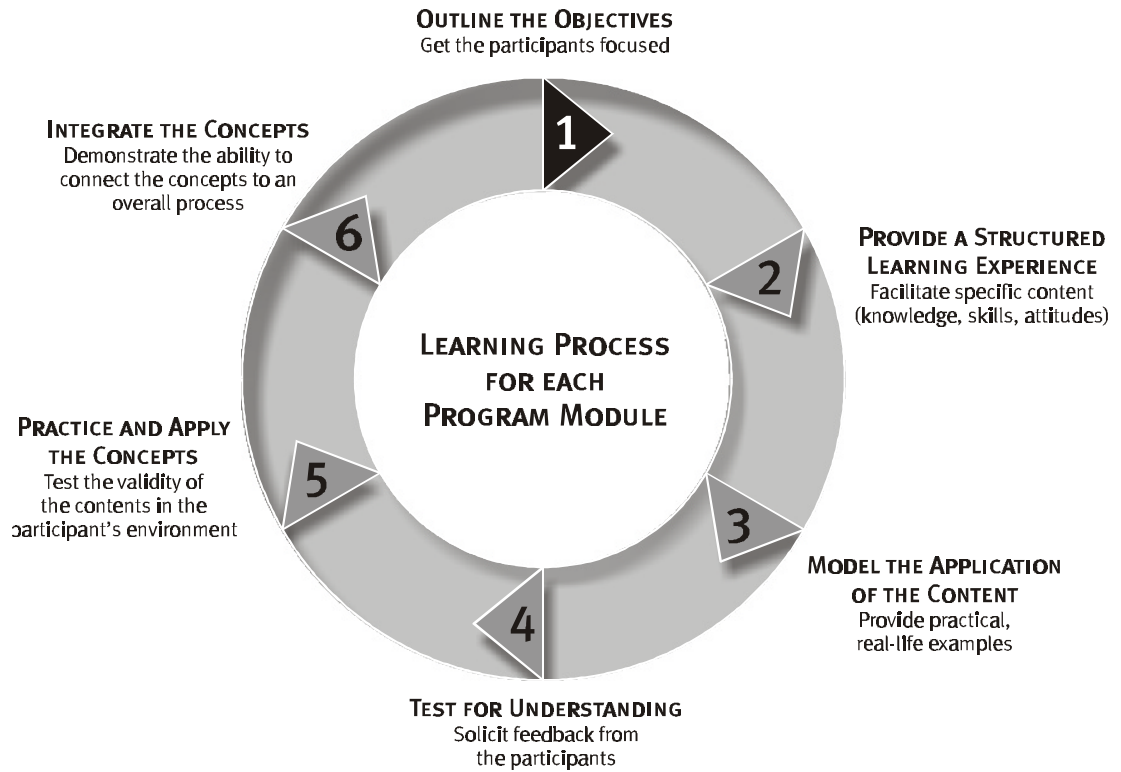 OUTLINE THE OBJECTIVES
Get the participants focused
1
PROVIDE A STRUCTURED
LEARNING EXPERIENCE
Facilitate specific content
(knowledge, skills, attitudes)
2
MODEL THE APPLICATION
OF THE CONTENT
Provide practical,
real-life examples
3
TEST FOR UNDERSTANDING
Solicit feedback from
the participants
4
PRACTICE AND APPLY
THE CONCEPTS
Test the validity of
the contents in the
participant's environment
5
INTEGRATE THE CONCEPTS
Demonstrate the ability to
connect the concepts to an
overall process
6
LEARNING PROCESS
FOR EACH
PROGRAM MODULE